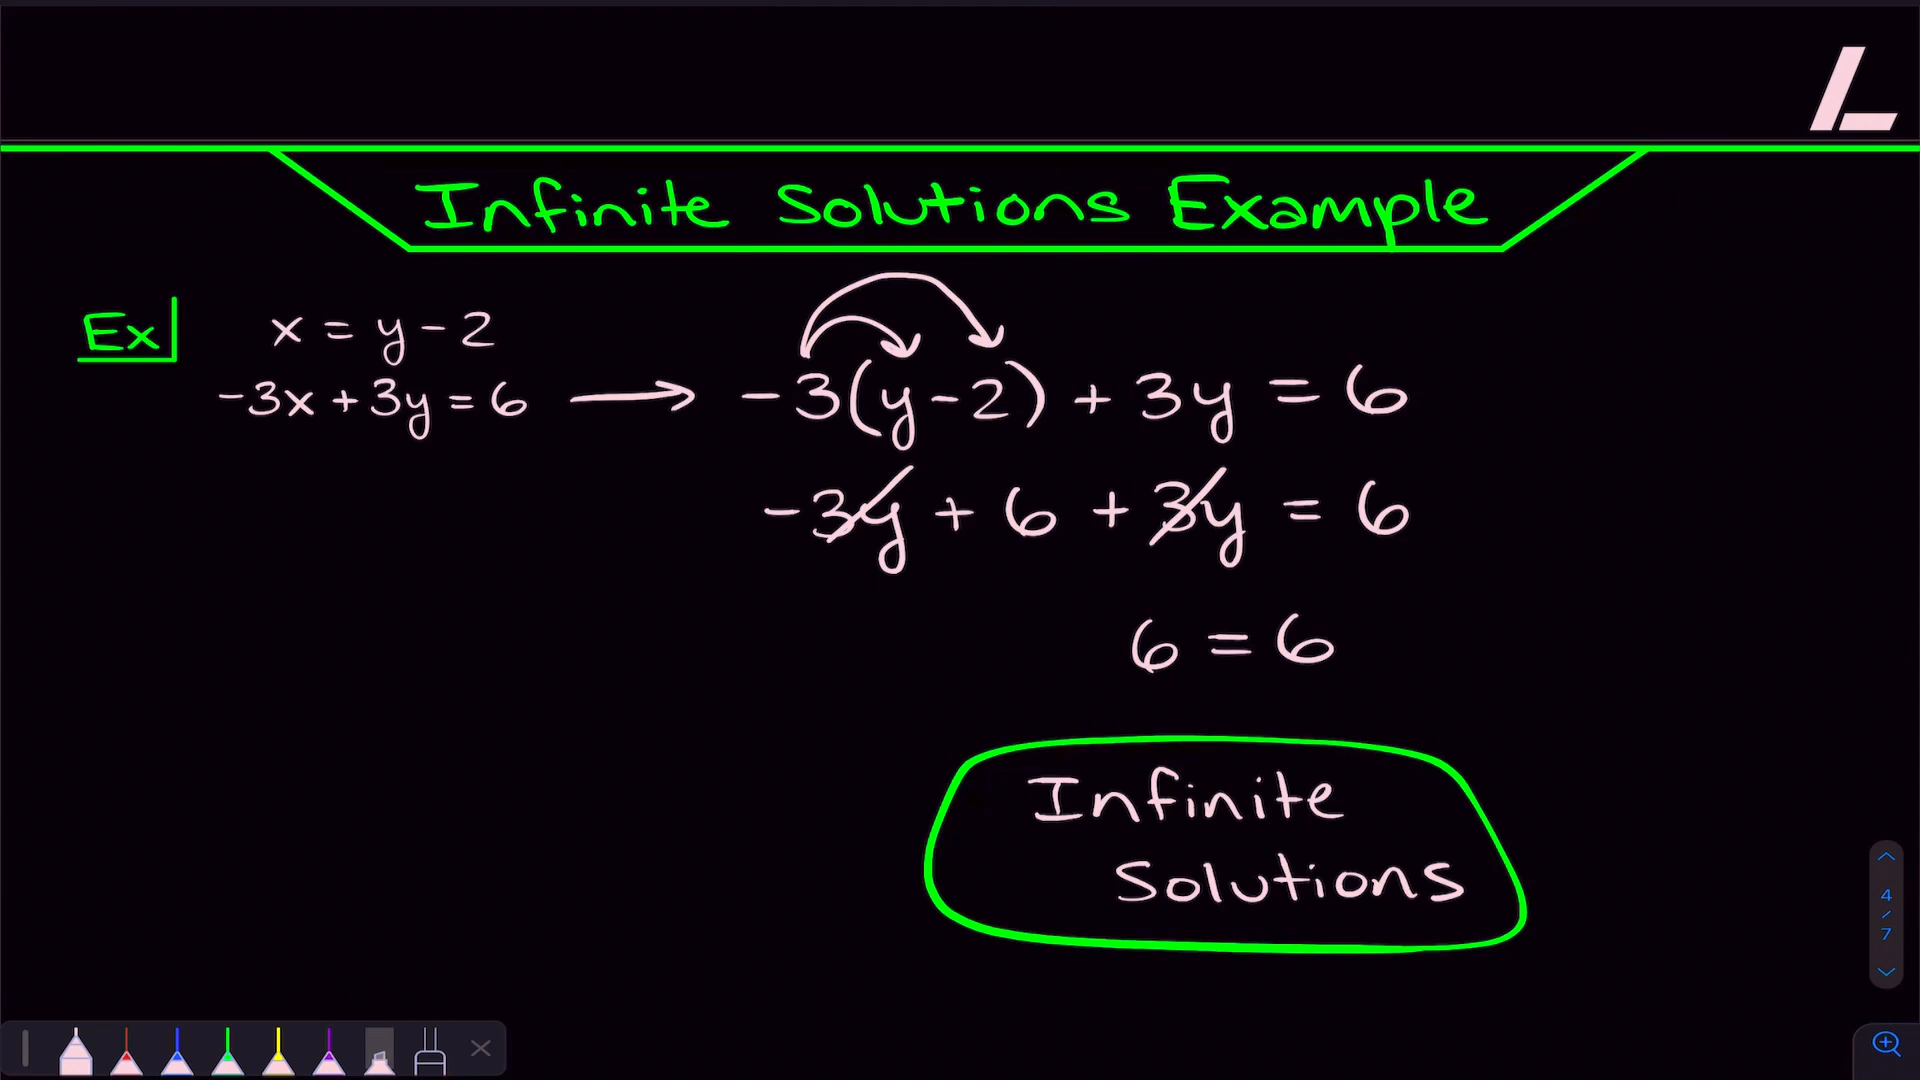 Infinite Solutions Example
Ex
x = y - 2
-3x + 3y = 6 → -3(y-2) + 3y = 6
-3y + 6 + 3y = 6
6 = 6
Infinite
Solutions
4
/
7